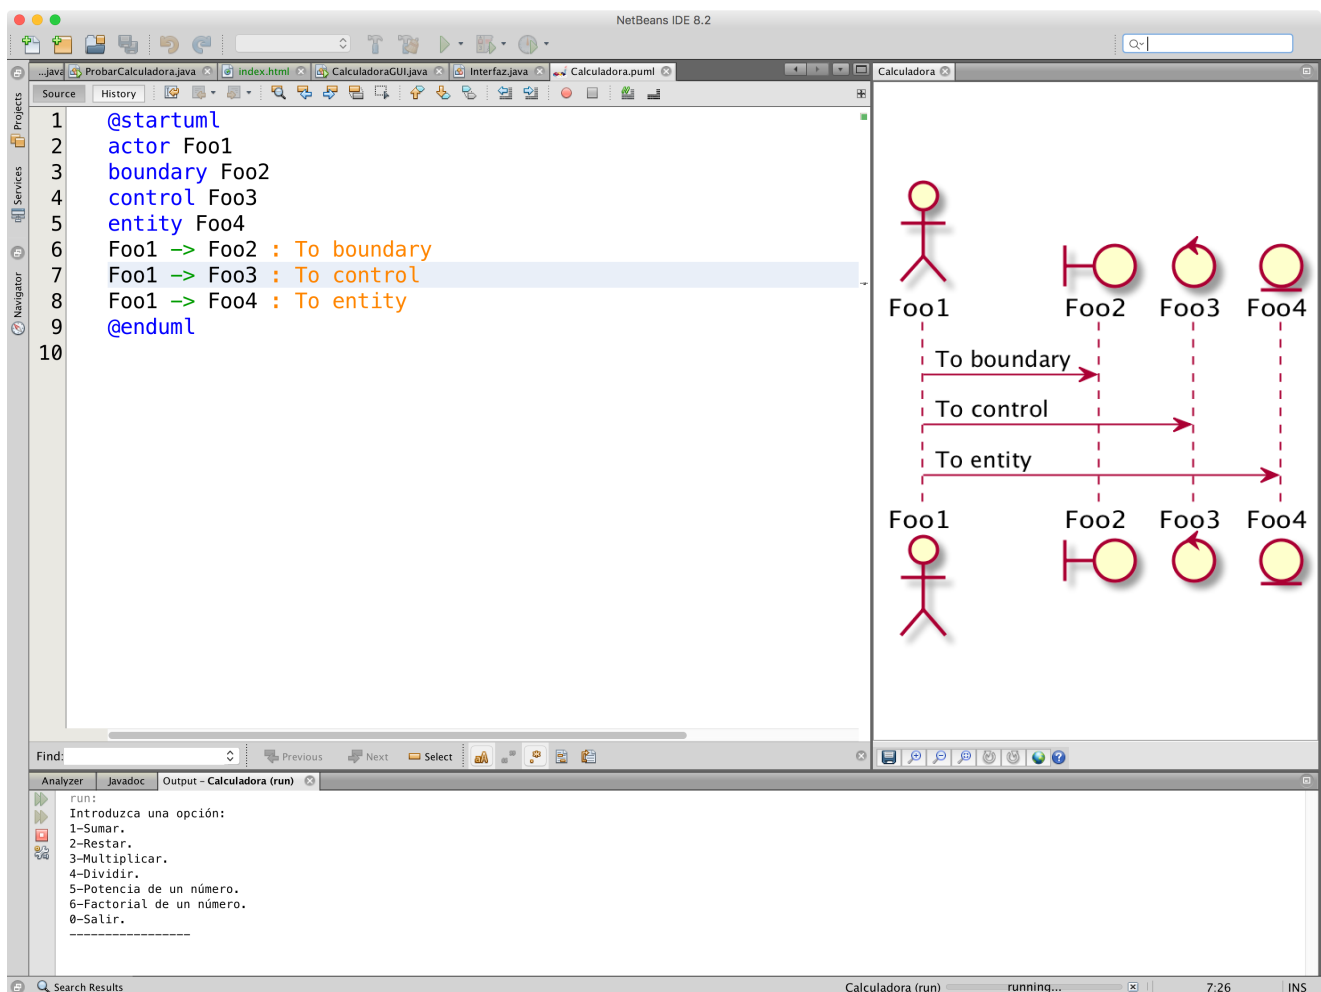 NetBeans IDE 8.2
...java ProbarCalculadora.java index.html CalculadoraGUI.java Interfaz.java Calculadora.puml
Calculadora
Source History
Projects
Services
Navigator
1 @startuml
2 actor Foo1
3 boundary Foo2
4 control Foo3
5 entity Foo4
6 Foo1 -> Foo2 : To boundary
7 Foo1 -> Foo3 : To control
8 Foo1 -> Foo4 : To entity
9 @enduml
10
Foo1 Foo2 Foo3 Foo4
To boundary
To control
To entity
Foo1 Foo2 Foo3 Foo4
Find: Previous Next Select
Analyzer Javadoc Output - Calculadora (run)
run:
Introduzca una opción:
1-Sumar.
2-Restar.
3-Multiplicar.
4-Dividir.
5-Potencia de un número.
6-Factorial de un número.
0-Salir.
-----------------
Search Results Calculadora (run) running... 7:26 INS